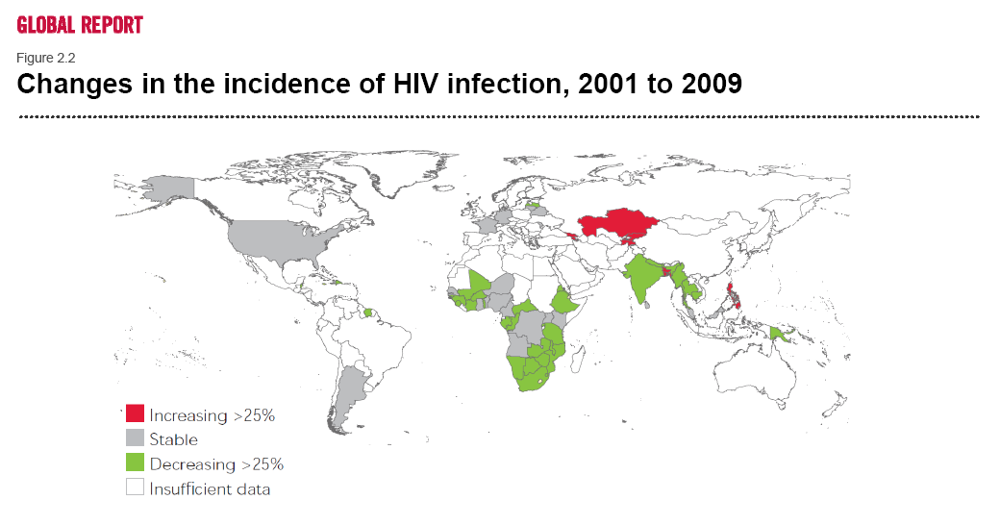 GLOBAL REPORT
Figure 2.2
Changes in the incidence of HIV infection, 2001 to 2009
Increasing >25%
Stable
Decreasing >25%
Insufficient data